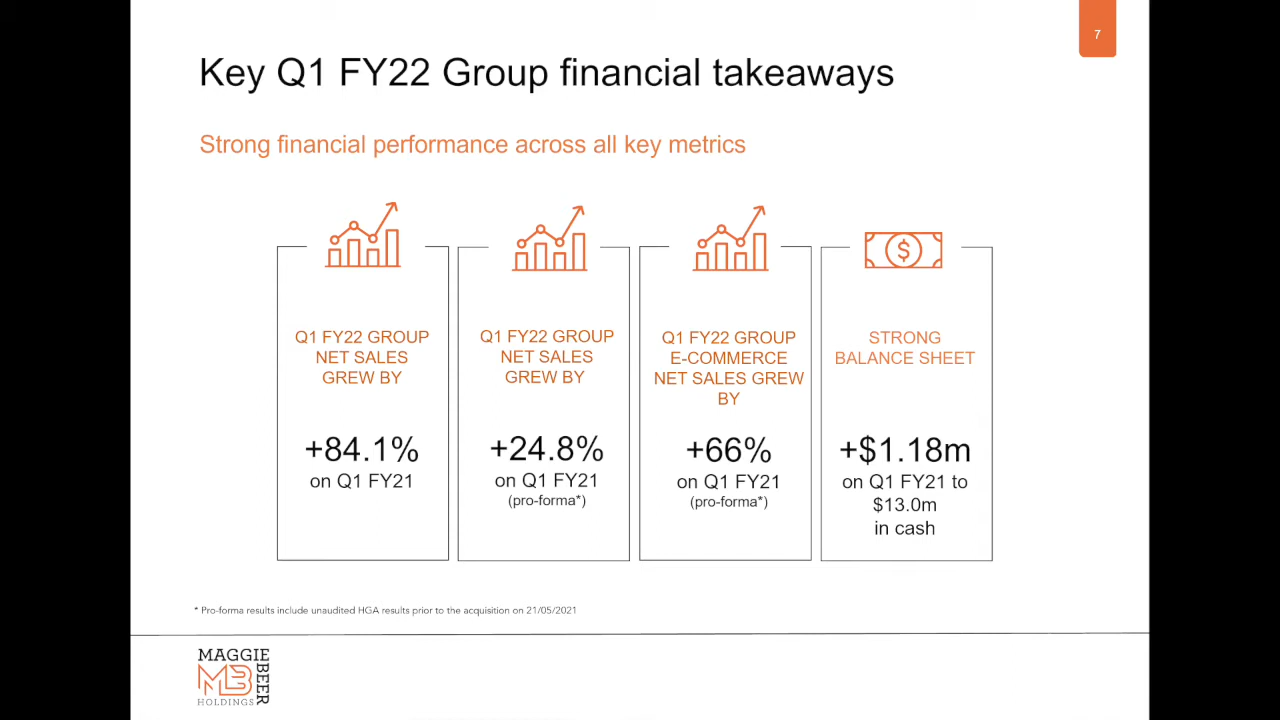 7
Key Q1 FY22 Group financial takeaways
Strong financial performance across all key metrics
Q1 FY22 GROUP
NET SALES
GREW BY
+84.1%
on Q1 FY21
Q1 FY22 GROUP
NET SALES
GREW BY
+24.8%
on Q1 FY21
(pro-forma*)
Q1 FY22 GROUP
E-COMMERCE
NET SALES GREW
BY
+66%
on Q1 FY21
(pro-forma*)
$
STRONG
BALANCE SHEET
+$1.18m
on Q1 FY21 to
$13.0m
in cash
* Pro-forma results include unaudited HGA results prior to the acquisition on 21/05/2021
MAGGIE
BEER
MB
HOLDINGS